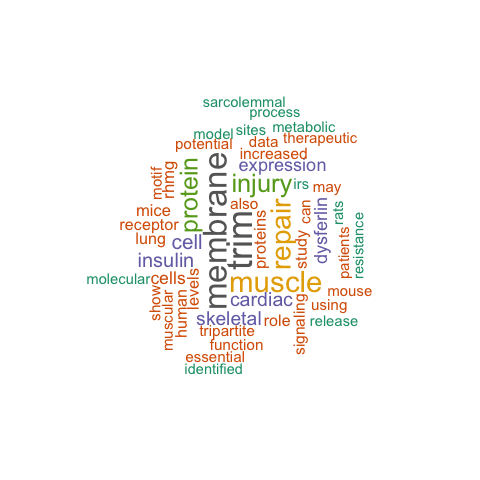 sarcolemmal
process
model
sites
metabolic
potential
data
therapeutic
increased
expression
motif
rhmg
protein
membrane
trim
injury
irs
may
mice
also
receptor
proteins
repair
study
can
dysferlin
rats
patients
resistance
lung
cell
insulin
molecular
cells
levels
muscle
mouse
show
muscular
human
cardiac
using
skeletal
role
signaling
release
tripartite
function
essential
identified